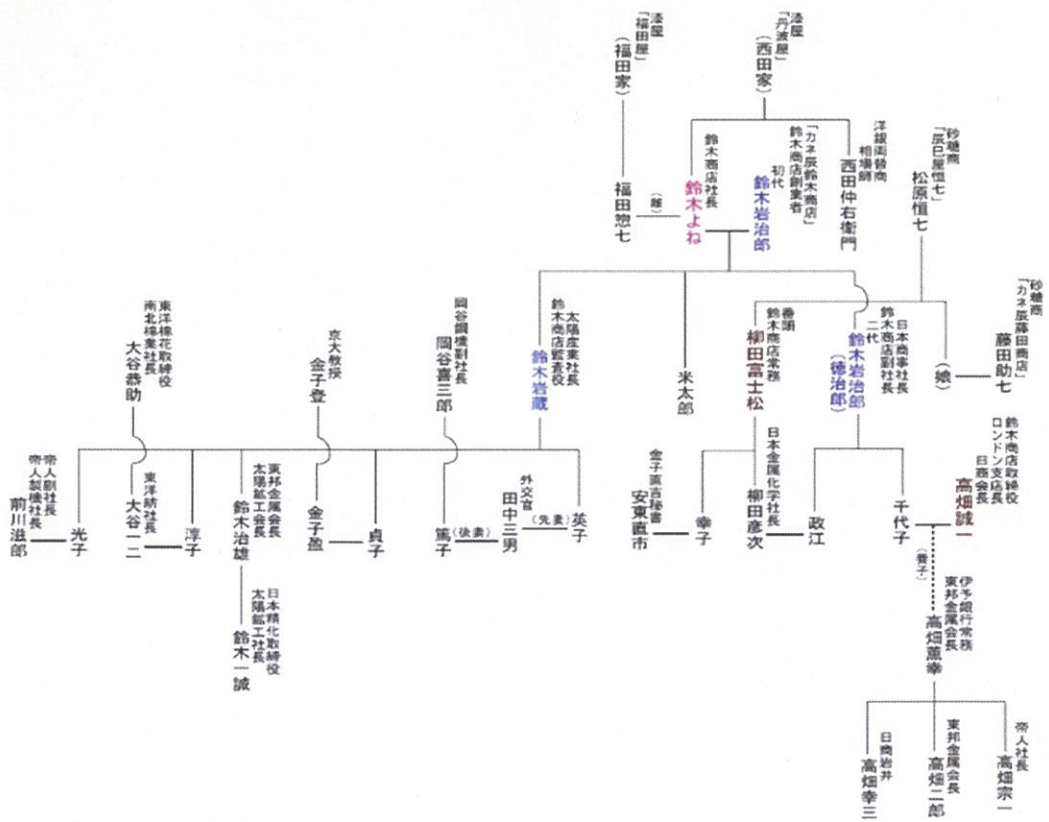 漆屋
「福田屋」
（福田家）
漆屋
「丹波屋」
（西田家）
福田惣七
（離）
鈴木商店社長
鈴木よね
「カネ辰鈴木商店」
鈴木商店創業者
初代
鈴木岩治郎
洋銀両替商
相場師
西田仲右衛門
砂糖商
「辰巳屋恒七」
松原恒七
砂糖商
「カネ辰藤田商店」
藤田助七
（娘）
日本商事社長
鈴木商店副社長
二代
鈴木岩治郎
（徳治郎）
番頭
鈴木商店常務
柳田富士松
米太郎
太陽産業社長
鈴木商店監査役
鈴木岩蔵
岡谷鋼機副社長
岡谷喜三郎
京大教授
金子登
東洋棉花取締役
南北棉業社長
大谷恭助
鈴木商店取締役
ロンドン支店長
日商会長
高畑誠一
千代子
政江
日本金属化学社長
柳田彦次
幸子
金子直吉秘書
安東直市
英子
（先妻）
外交官
田中三男
（後妻）
篤子
貞子
金子盈
東邦金属会長
太陽鉱工会長
鈴木治雄
淳子
東洋紡社長
大谷一二
光子
帝人副社長
帝人製機社長
前川滋郎
（養子）
伊予銀行常務
東邦金属会長
高畑薫幸
日本精化取締役
太陽鉱工社長
鈴木一誠
帝人社長
高畑宗一
東邦金属会長
高畑二郎
日商岩井
高畑幸三